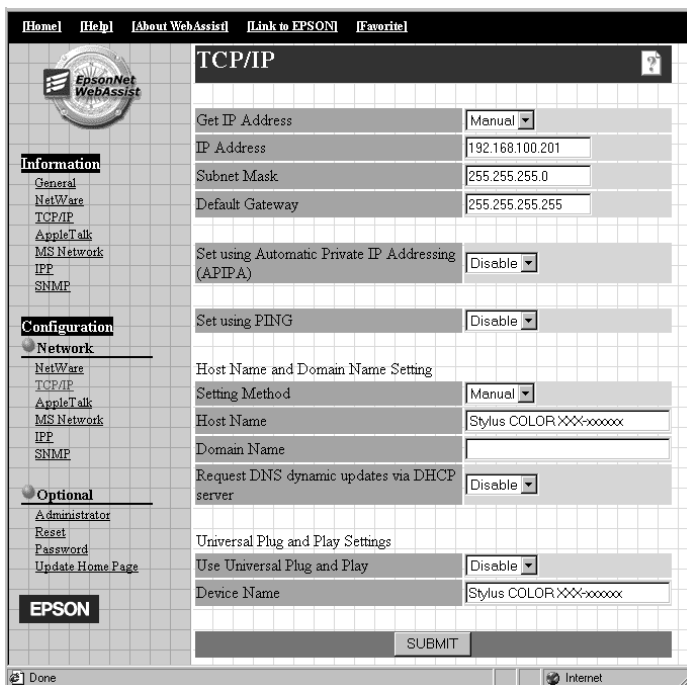 [Home] [Help] [About WebAssist] [Link to EPSON] [Favorite]
EpsonNet
WebAssist
Information
General
NetWare
TCP/IP
AppleTalk
MS Network
IPP
SNMP
Configuration
Network
NetWare
TCP/IP
AppleTalk
MS Network
IPP
SNMP
Optional
Administrator
Reset
Password
Update Home Page
EPSON
TCP/IP
?
Get IP Address Manual
IP Address 192.168.100.201
Subnet Mask 255.255.255.0
Default Gateway 255.255.255.255
Set using Automatic Private IP Addressing
(APIPA) Disable
Set using PING Disable
Host Name and Domain Name Setting
Setting Method Manual
Host Name Stylus COLOR XXX-xxxxxx
Domain Name
Request DNS dynamic updates via DHCP
server Disable
Universal Plug and Play Settings
Use Universal Plug and Play Disable
Device Name Stylus COLOR XXX-xxxxxx
SUBMIT
Done Internet